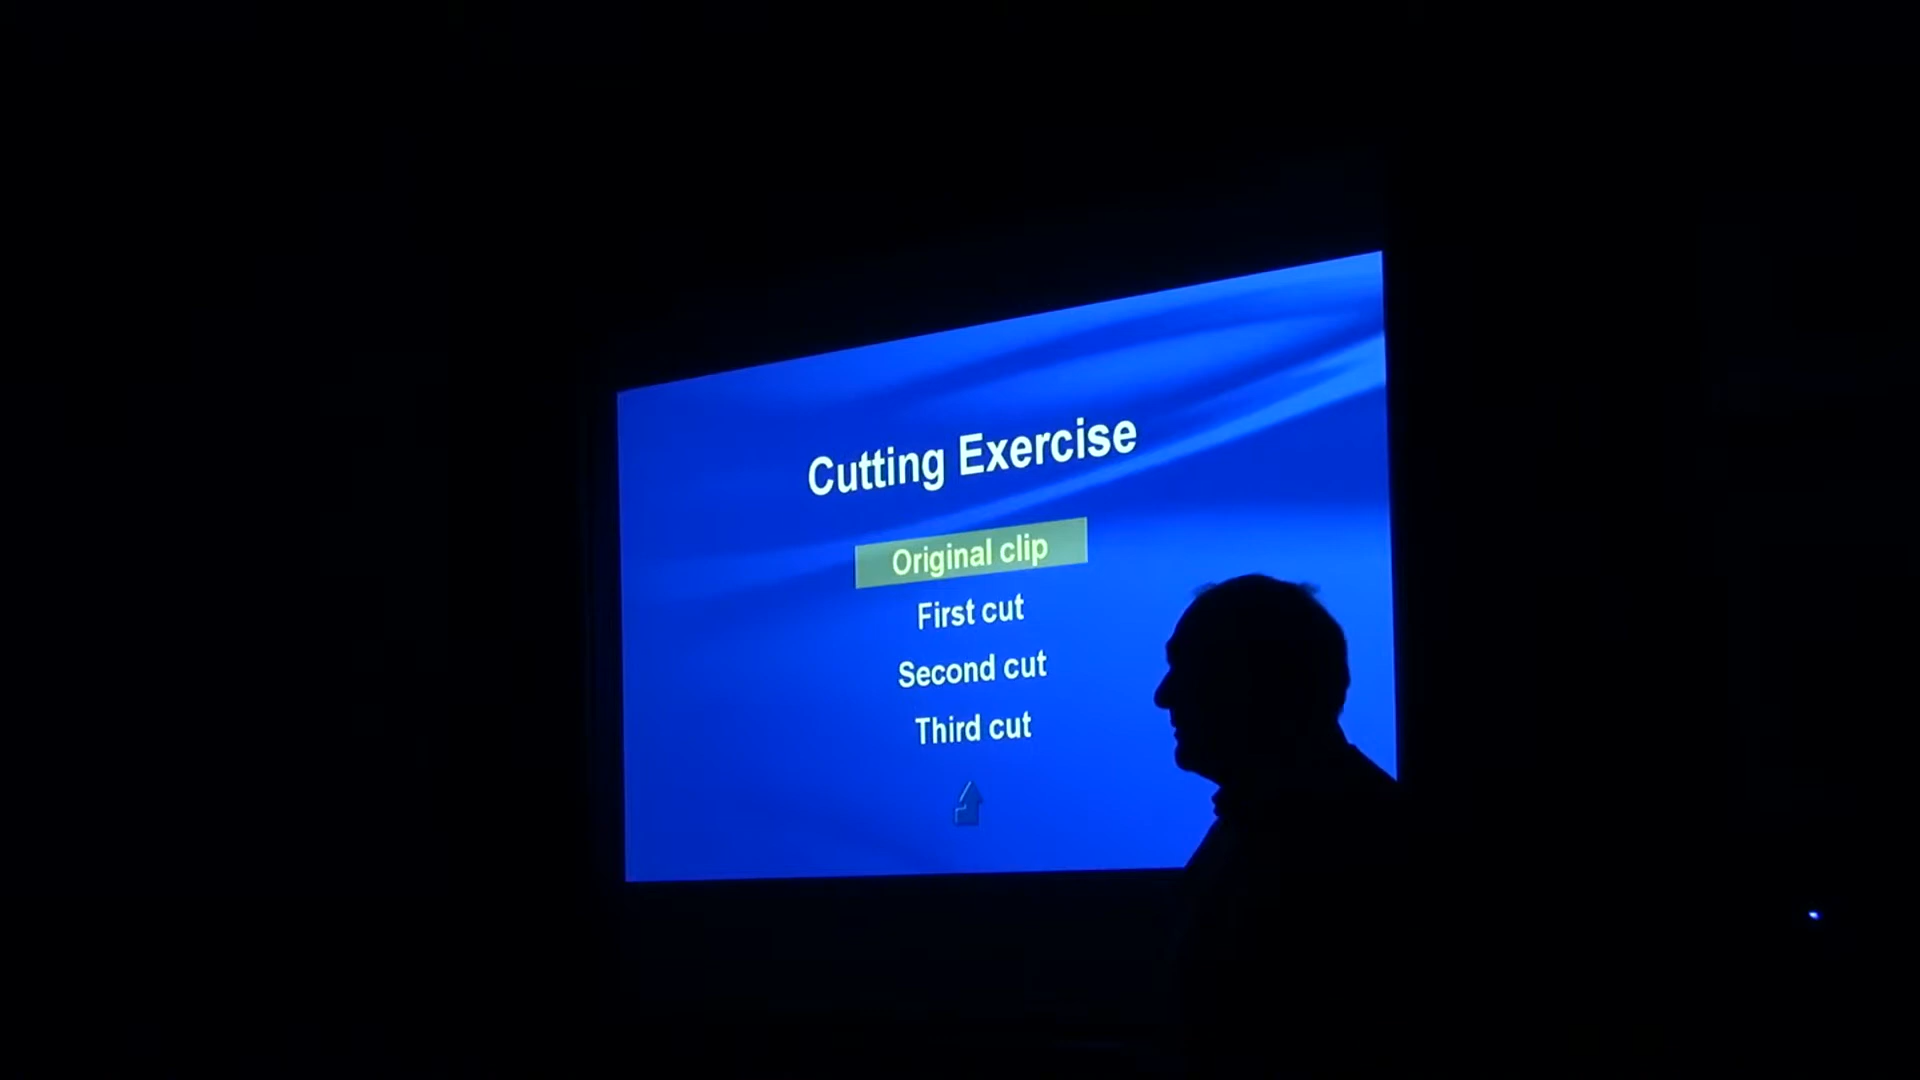 Cutting Exercise
Original clip
First cut
Second cut
Third cut